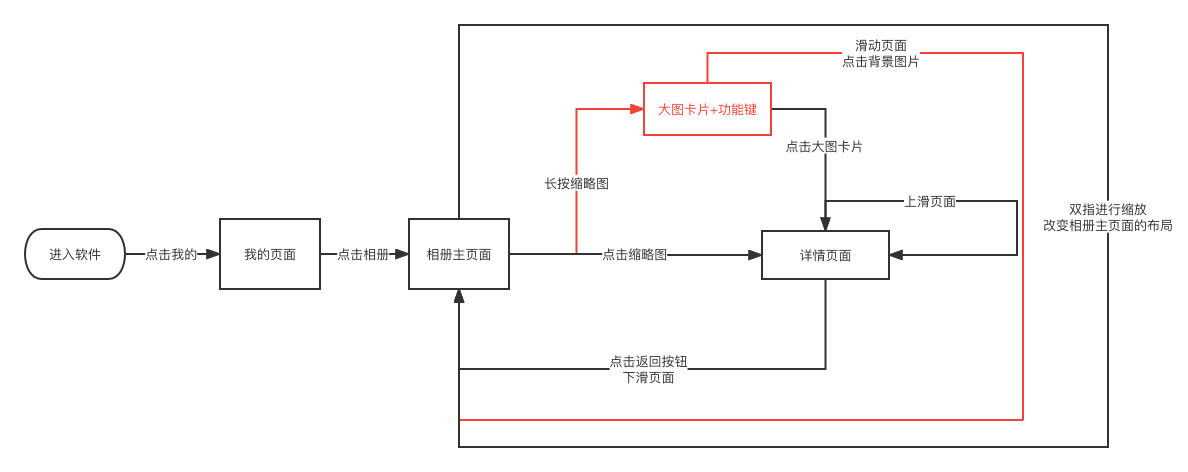 滑动页面
点击背景图片
大图卡片+功能键
点击大图卡片
长按缩略图
上滑页面
双指进行缩放
改变相册主页面的布局
进入软件
点击我的
我的页面
点击相册
相册主页面
点击缩略图
详情页面
点击返回按钮
下滑页面